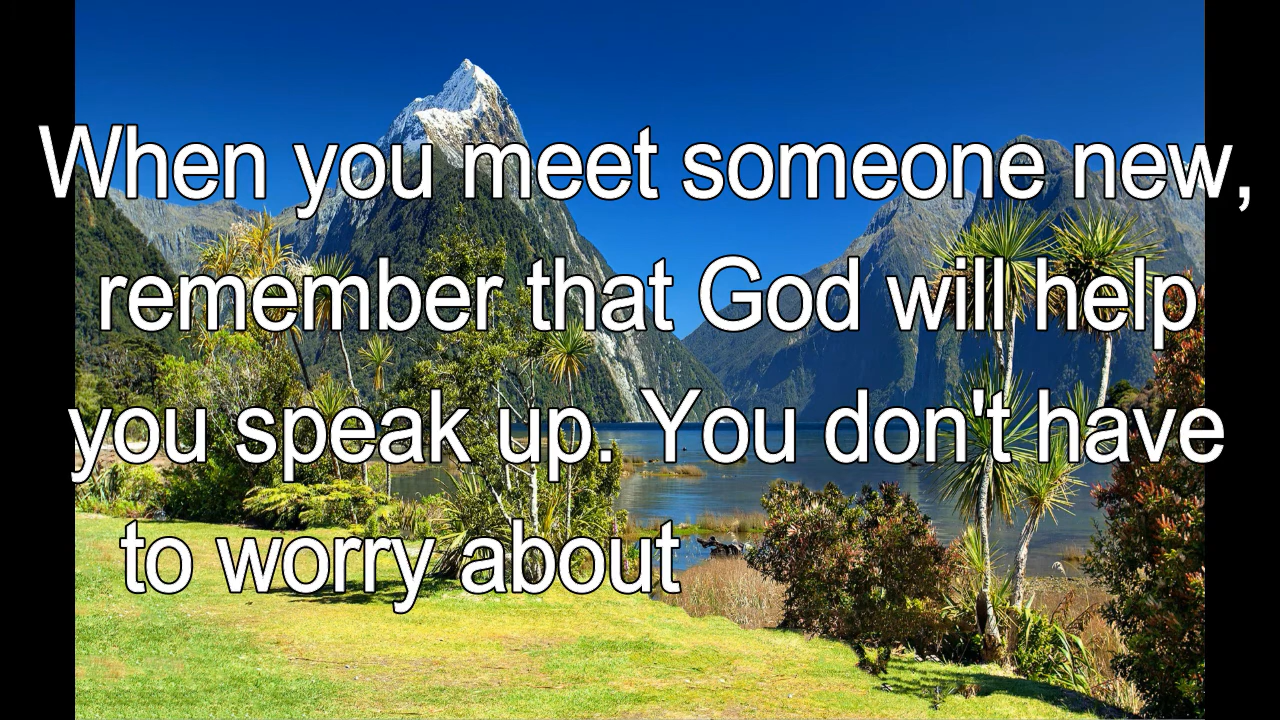 When you meet someone new,
remember that God will help
you speak up. You don't have
to worry about